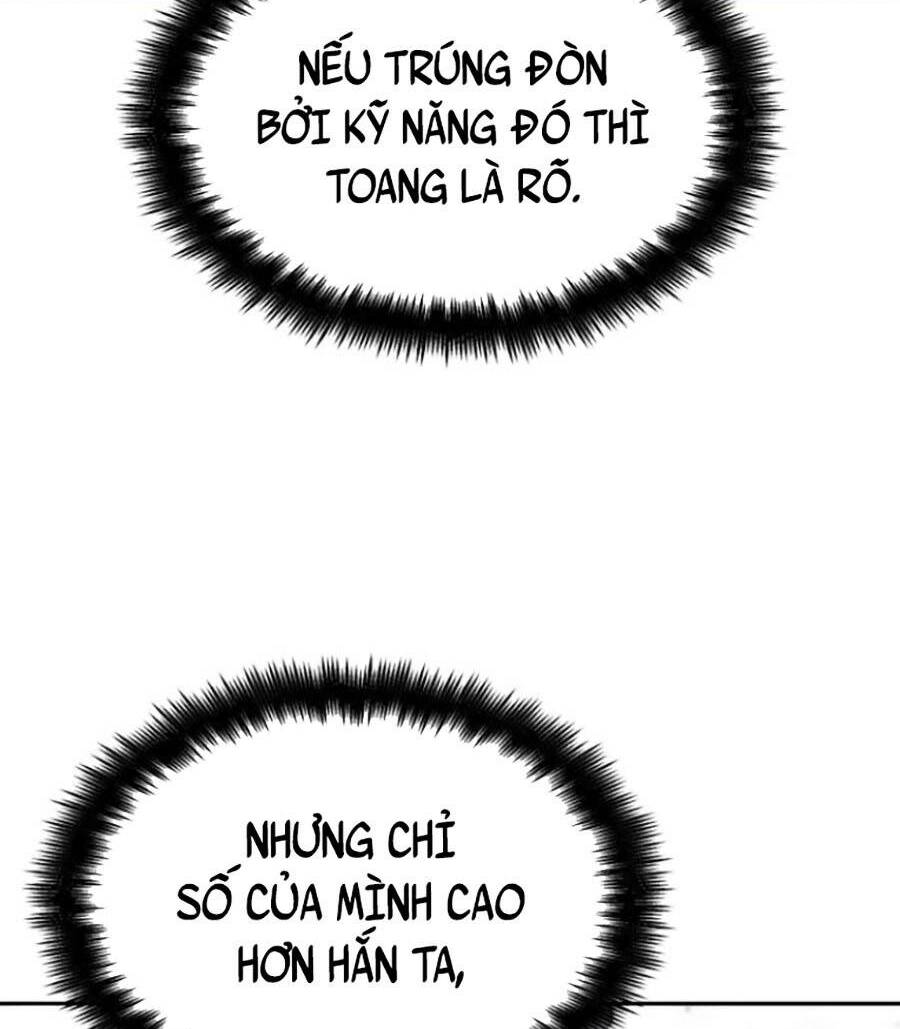 NẾU TRÚNG ĐÒN
BỞI KỸ NĂNG ĐÓ THÌ
TOANG LÀ RÕ.
NHƯNG CHỈ
SỐ CỦA MÌNH CAO
HƠN HẮN TA,